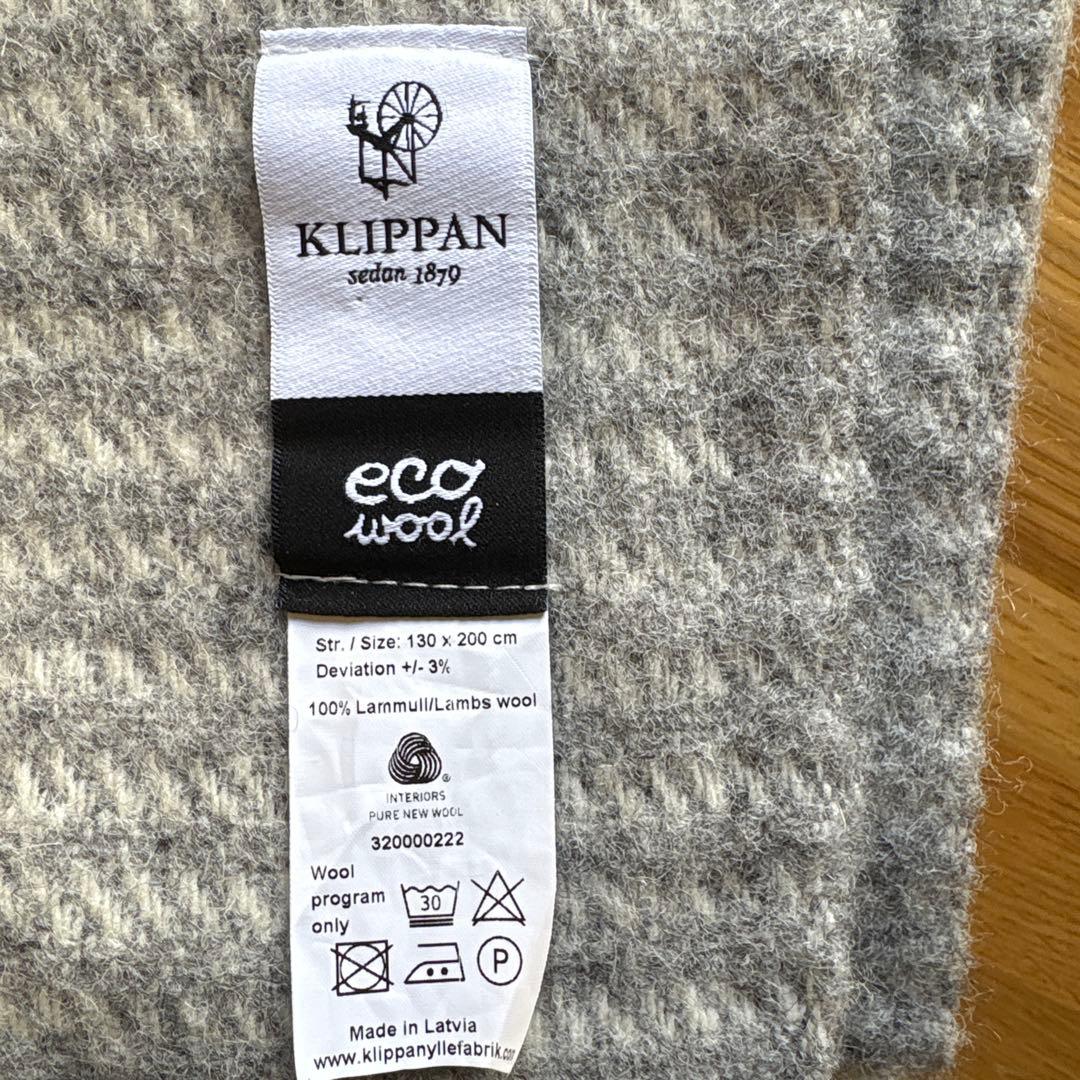 KLIPPAN
sedan 1879
eco
wool
Str. / Size: 130 x 200 cm
Deviation +/- 3%
100% Lammull/Lambs wool
®
INTERIORS
PURE NEW WOOL
320000222
Wool
program
only
30
P
Made in Latvia
www.klippanyllefabrik.com